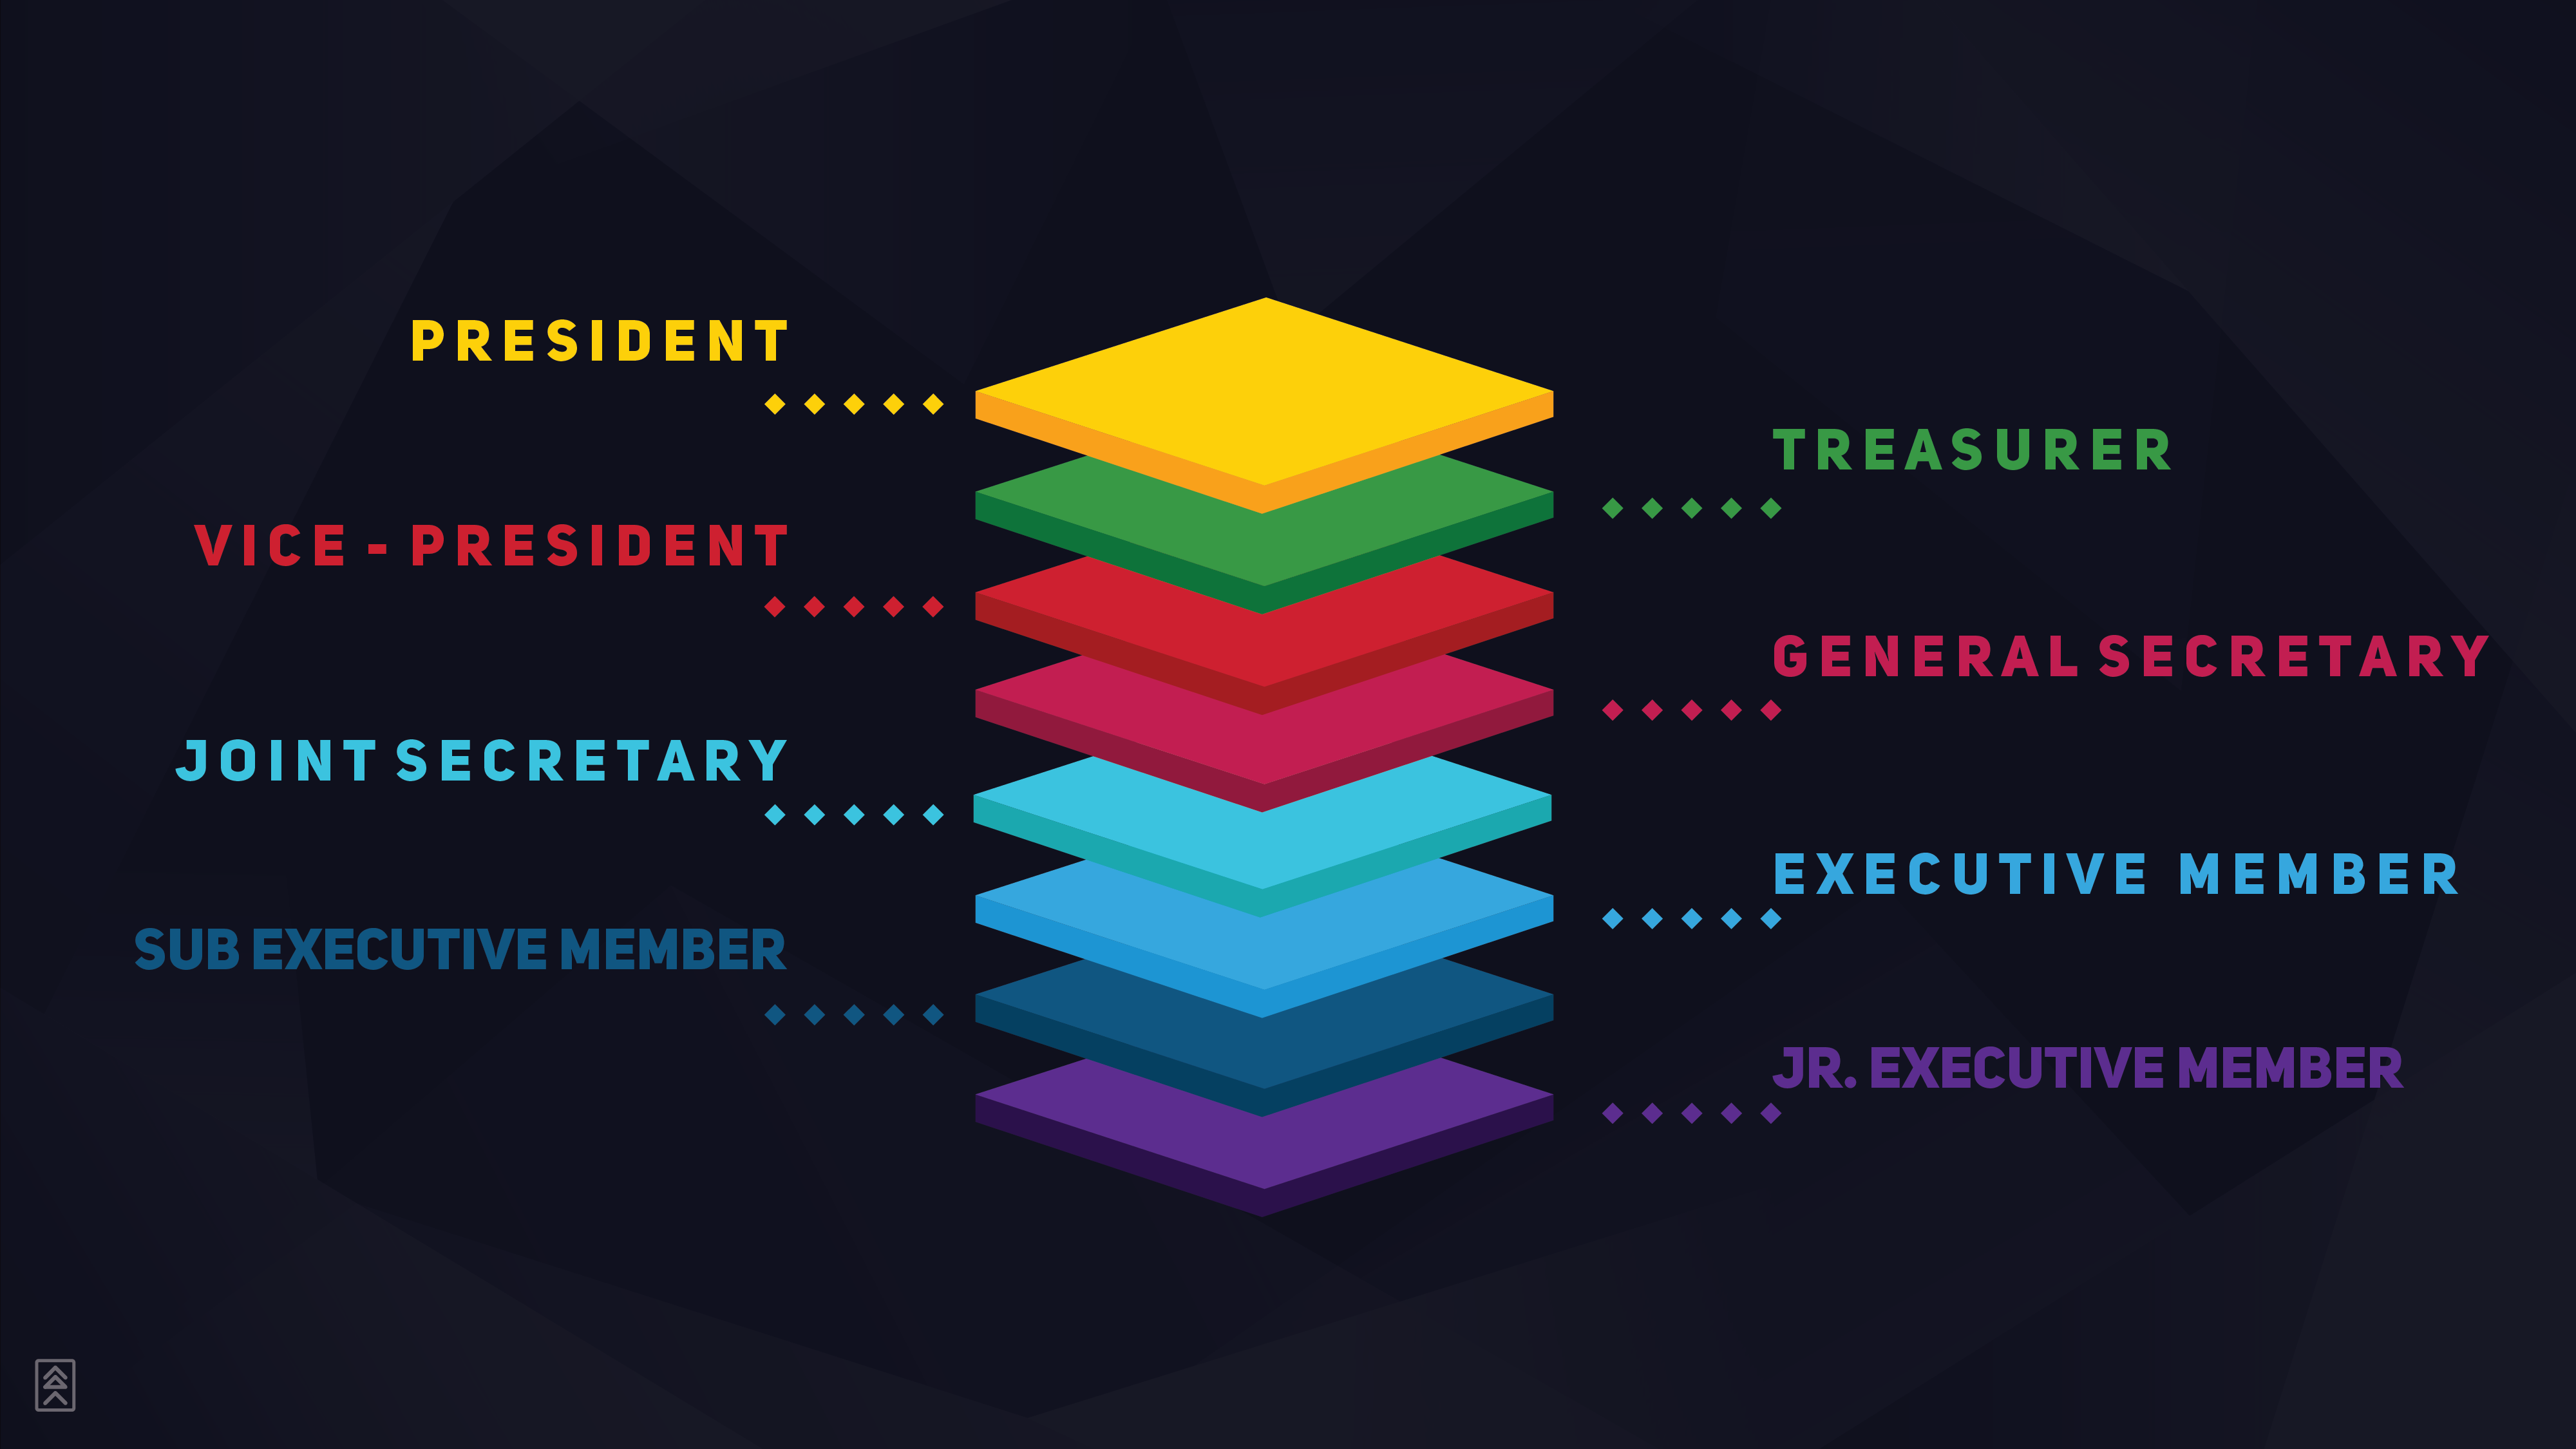 PRESIDENT
TREASURER
VICE - PRESIDENT
GENERAL SECRETARY
JOINT SECRETARY
EXECUTIVE MEMBER
SUB EXECUTIVE MEMBER
JR. EXECUTIVE MEMBER